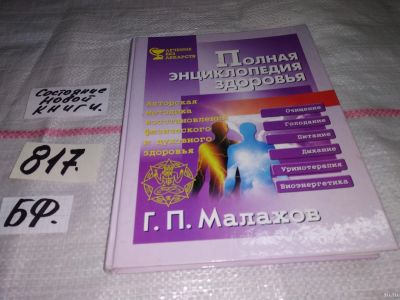 Состояние
новой
книги.
817.
БФ.
ЛЕЧЕНИЕ
БЕЗ
ЛЕКАРСТВ
ПОЛНАЯ
ЭНЦИКЛОПЕДИЯ
ЗДОРОВЬЯ
Авторская
методика
восстановления
физического
и духовного
здоровья
Очищение
Голодание
Питание
Дыхание
Уринотерапия
Биоэнергетика
Г. П. Малахов